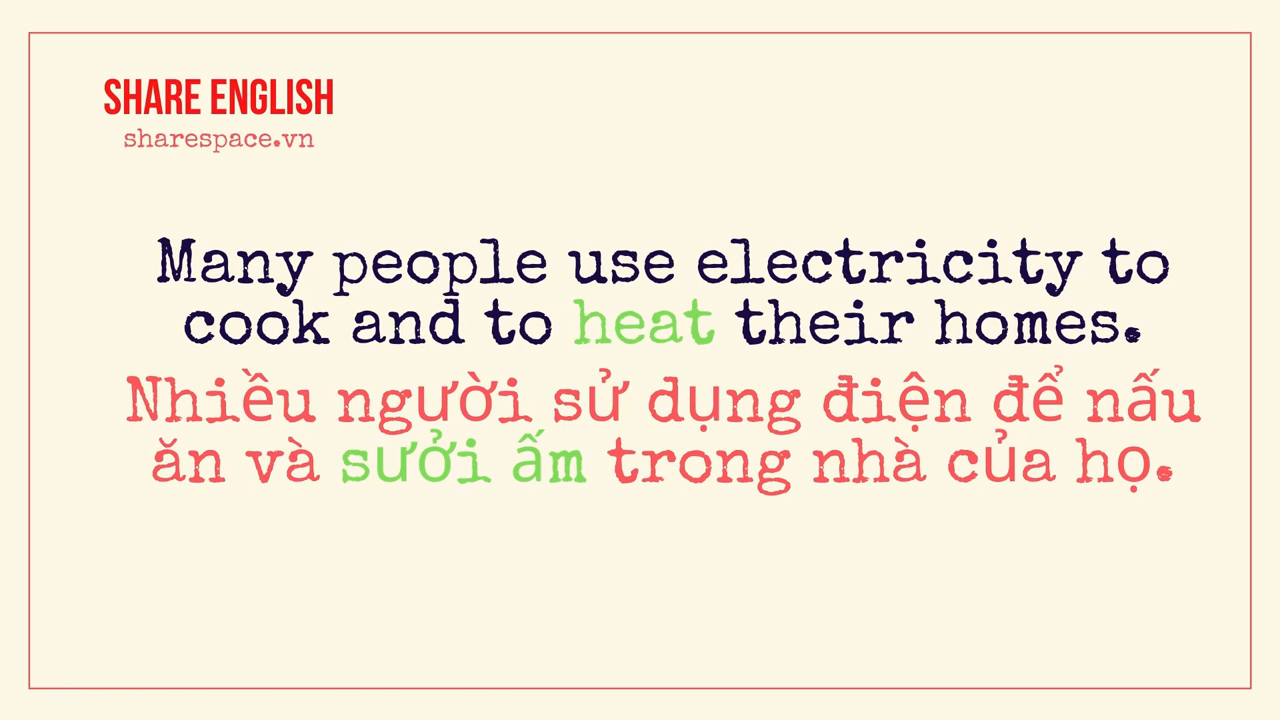 SHARE ENGLISH
sharespace.vn
Many people use electricity to
cook and to heat their homes.
Nhiều người sử dụng điện để nấu
ăn và sưởi ấm trong nhà của họ.